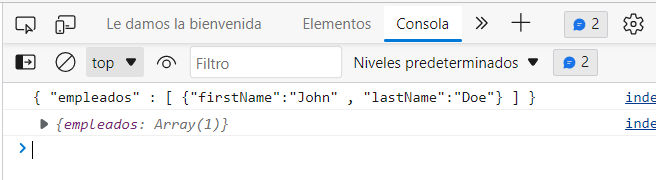 Le damos la bienvenida Elementos Consola 2
top Filtro Niveles predeterminados 2
{ "empleados" : [ {"firstName":"John" , "lastName":"Doe"} ] } inde
{empleados: Array(1)} inde